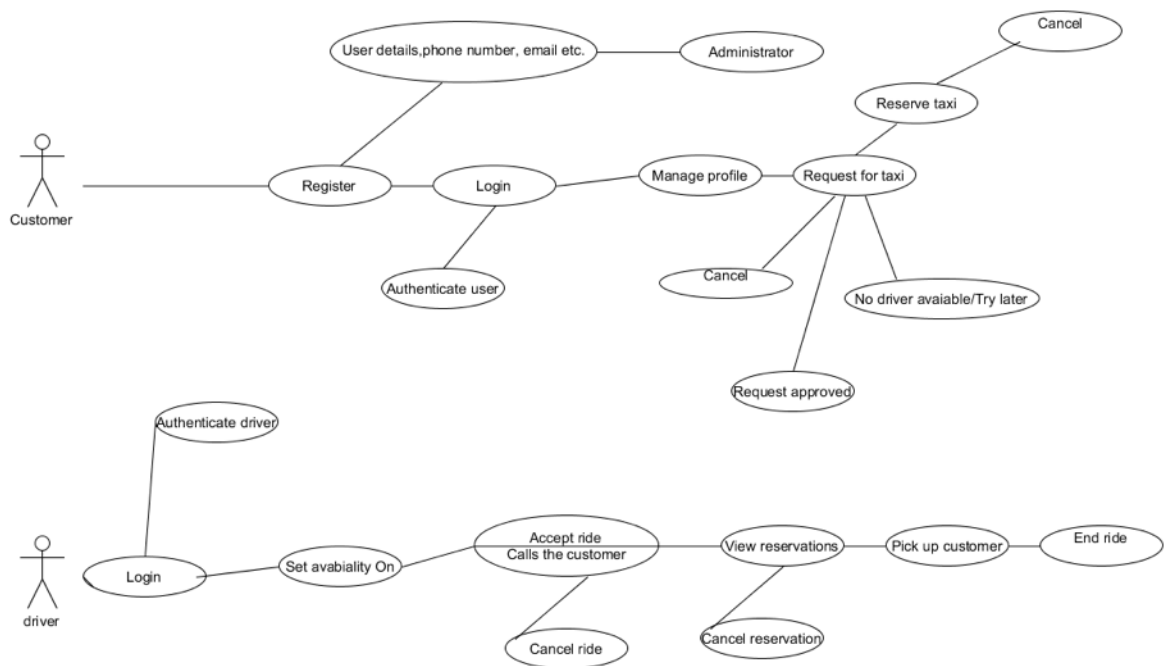 Cancel
User details,phone number, email etc.
Administrator
Reserve taxi
Customer
Register
Login
Manage profile
Request for taxi
Authenticate user
Cancel
No driver avaiable/Try later
Request approved
Authenticate driver
driver
Login
Set avabiality On
Accept ride
Calls the customer
View reservations
Pick up customer
End ride
Cancel ride
Cancel reservation